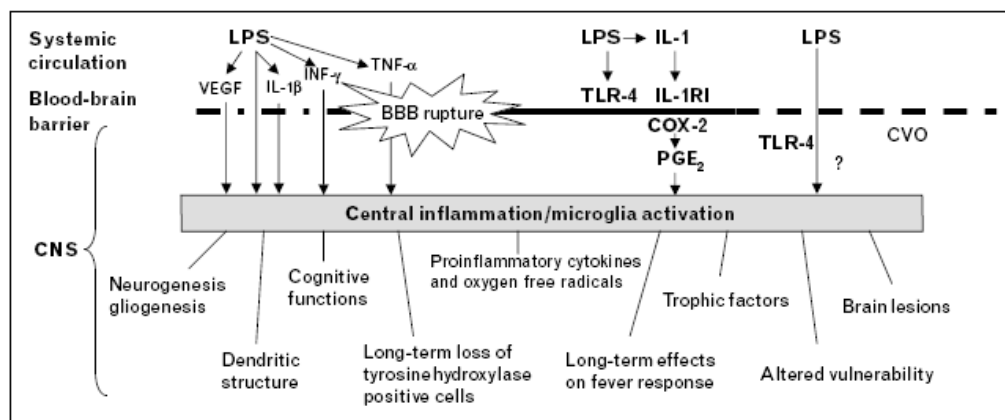 Systemic
circulation
LPS
LPS → IL-1
LPS
VEGF
IL-1β
INF-γ
TNF-α
TLR-4
IL-1RI
Blood-brain
barrier
BBB rupture
COX-2
PGE₂
TLR-4
?
CVO
CNS
Central inflammation/microglia activation
Neurogenesis
gliogenesis
Cognitive
functions
Proinflammatory cytokines
and oxygen free radicals
Trophic factors
Brain lesions
Dendritic
structure
Long-term loss of
tyrosine hydroxylase
positive cells
Long-term effects
on fever response
Altered vulnerability